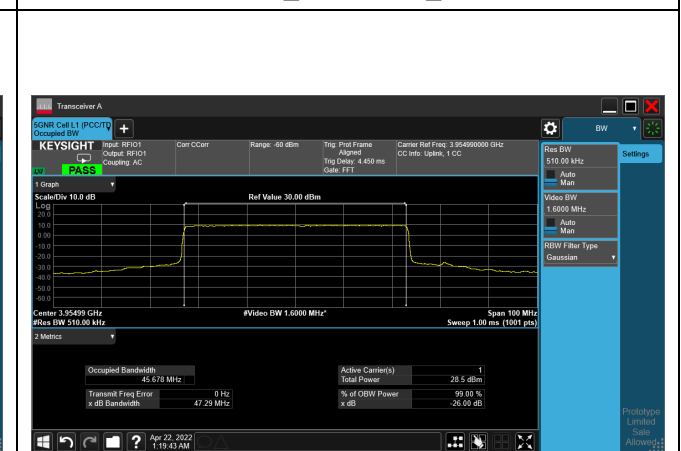 Transceiver A
5GNR Cell L1 (PCC/TD
Occupied BW
KEYSIGHT
LXI
PASS
Input: RFIO1
Output: RFIO1
Coupling: AC
Corr CCorr
Range: -60 dBm
Trig: Prot Frame
Aligned
Trig Delay: 4.450 ms
Gate: FFT
Carrier Ref Freq: 3.954990000 GHz
CC Info: Uplink, 1 CC
1 Graph
Scale/Div 10.0 dB
Ref Value 30.00 dBm
Log
20.0
10.0
0.00
-10.0
-20.0
-30.0
-40.0
-50.0
-60.0
Center 3.95499 GHz
#Video BW 1.6000 MHz*
Span 100 MHz
#Res BW 510.00 kHz
Sweep 1.00 ms (1001 pts)
2 Metrics
Occupied Bandwidth
45.678 MHz
Transmit Freq Error 0 Hz
x dB Bandwidth 47.29 MHz
Active Carrier(s) 1
Total Power 28.5 dBm
% of OBW Power 99.00 %
x dB -26.00 dB
Apr 22, 2022
1:19:43 AM
BW
Res BW
510.00 kHz
Auto
Man
Video BW
1.6000 MHz
Auto
Man
RBW Filter Type
Gaussian
Settings
Prototype
Limited
Sale
Allowed